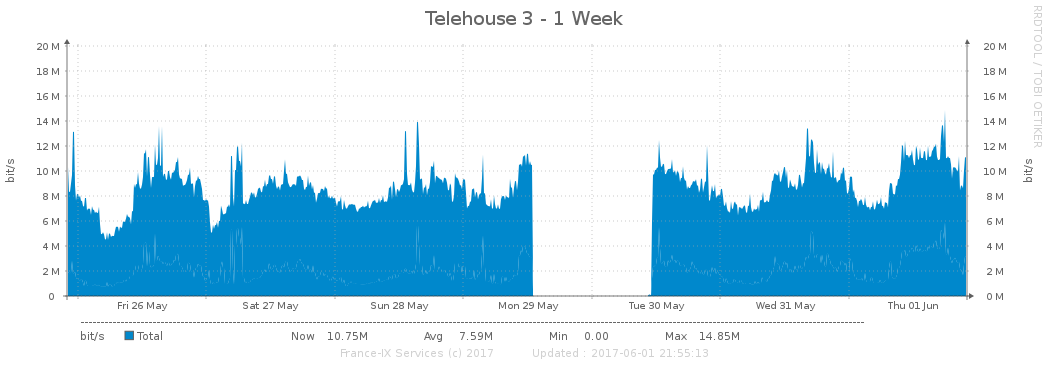 Telehouse 3 - 1 Week
RRDTOOL / TOBI OETIKER
bit/s
20 M
18 M
16 M
14 M
12 M
10 M
8 M
6 M
4 M
2 M
0
20 M
18 M
16 M
14 M
12 M
10 M
8 M
6 M
4 M
2 M
0 M
bit/s
Fri 26 May Sat 27 May Sun 28 May Mon 29 May Tue 30 May Wed 31 May Thu 01 Jun
bit/s Total Now 10.75M Avg 7.59M Min 0.00 Max 14.85M
France-IX Services (c) 2017 Updated : 2017-06-01 21:55:13